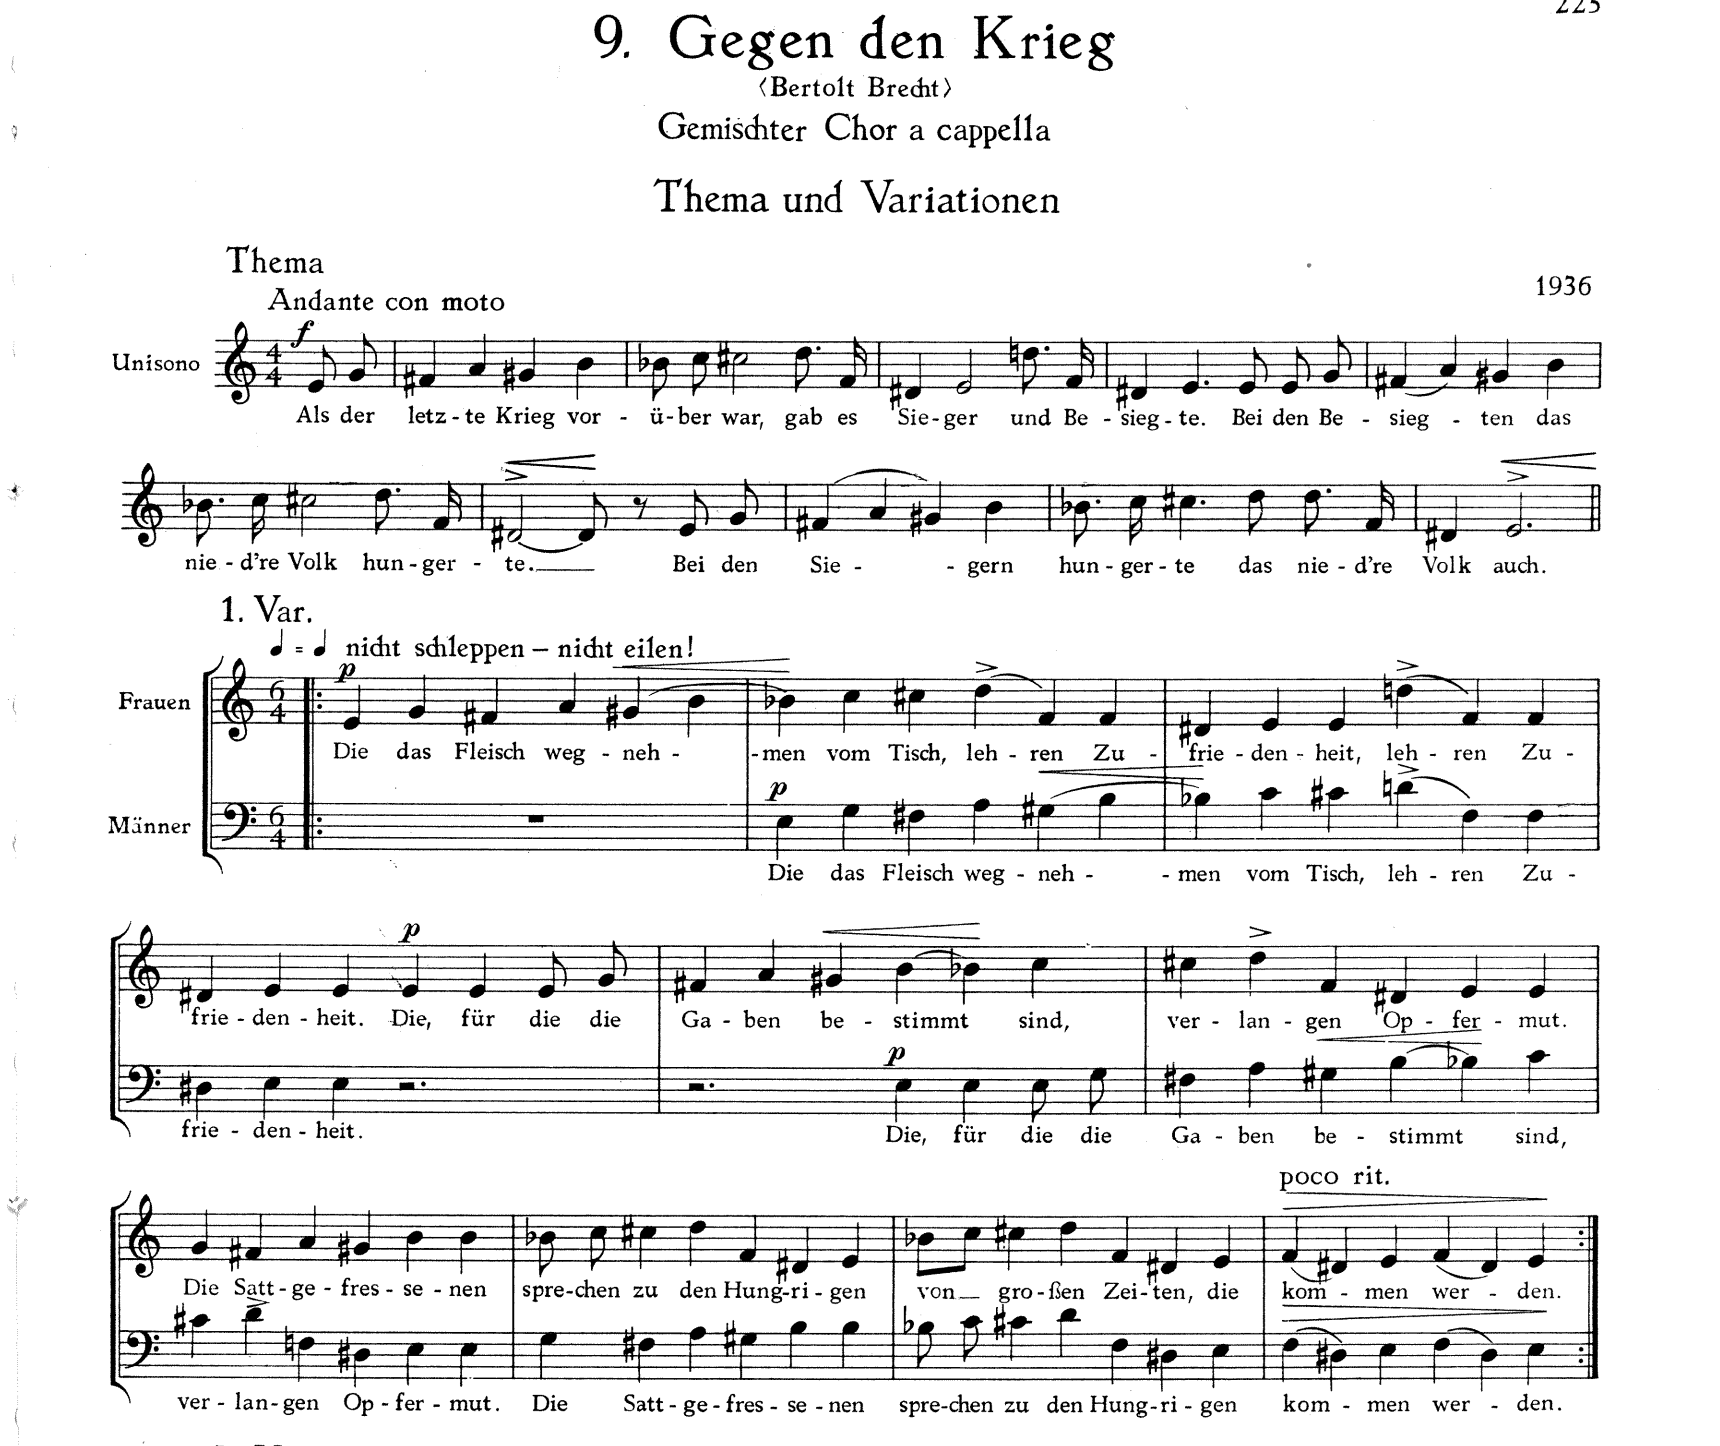 225
9. Gegen den Krieg
⟨Bertolt Brecht⟩
Gemischter Chor a cappella
Thema und Variationen
Thema
1936
Andante con moto
f
Unisono
4 4
Als der letz - te Krieg vor - ü - ber war, gab es Sie - ger und Be - sieg - te. Bei den Be - sieg - ten das
nie - d’re Volk hun - ger - te. Bei den Sie - - gern hun - ger - te das nie - d’re Volk auch.
1. Var.
♩ = ♩ nicht schleppen – nicht eilen!
p
Frauen
6 4
Die das Fleisch weg - neh - - men vom Tisch, leh - ren Zu - frie - den - heit, leh - ren Zu -
p
Männer
6 4
Die das Fleisch weg - neh - - men vom Tisch, leh - ren Zu -
p
frie - den - heit. Die, für die die Ga - ben be - stimmt sind, ver - lan - gen Op - fer - mut.
p
frie - den - heit. Die, für die die Ga - ben be - stimmt sind,
poco rit.
Die Satt - ge - fres - se - nen spre - chen zu den Hung - ri - gen von gro - ßen Zei - ten, die kom - men wer - den.
ver - lan - gen Op - fer - mut. Die Satt - ge - fres - se - nen spre - chen zu den Hung - ri - gen kom - men wer - den.